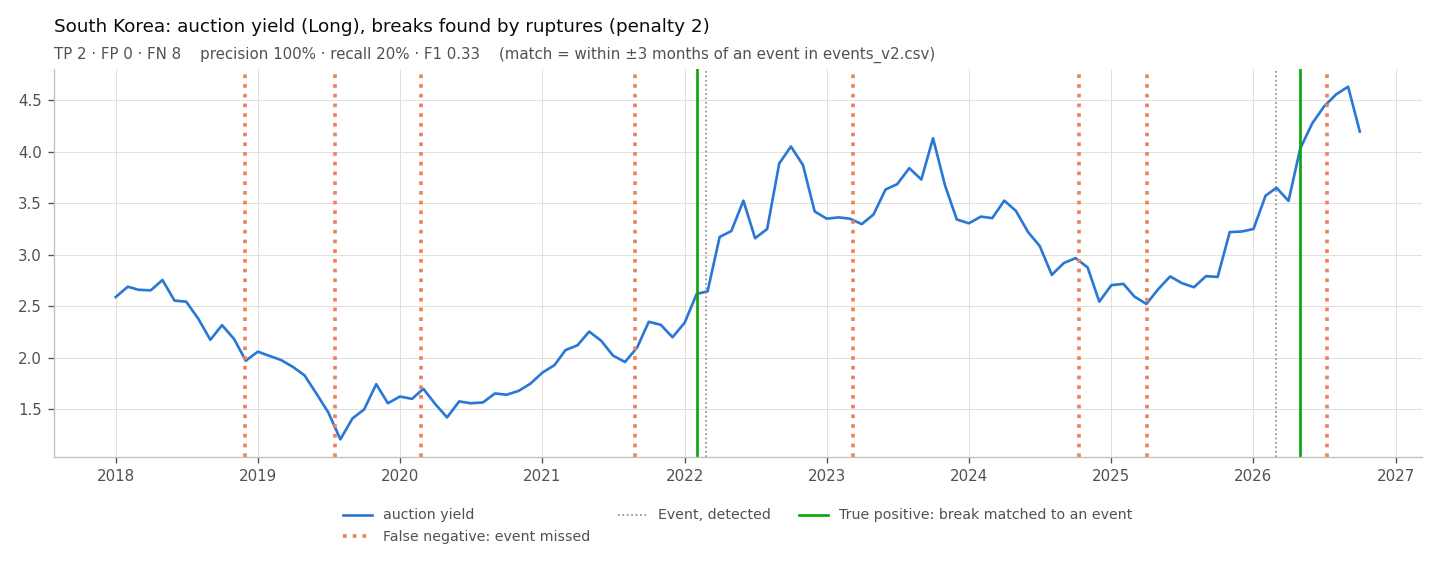 South Korea: auction yield (Long), breaks found by ruptures (penalty 2)
TP 2 · FP 0 · FN 8    precision 100% · recall 20% · F1 0.33    (match = within ±3 months of an event in events_v2.csv)
4.5
4.0
3.5
3.0
2.5
2.0
1.5
2018 2019 2020 2021 2022 2023 2024 2025 2026 2027
auction yield    Event, detected    True positive: break matched to an event
False negative: event missed